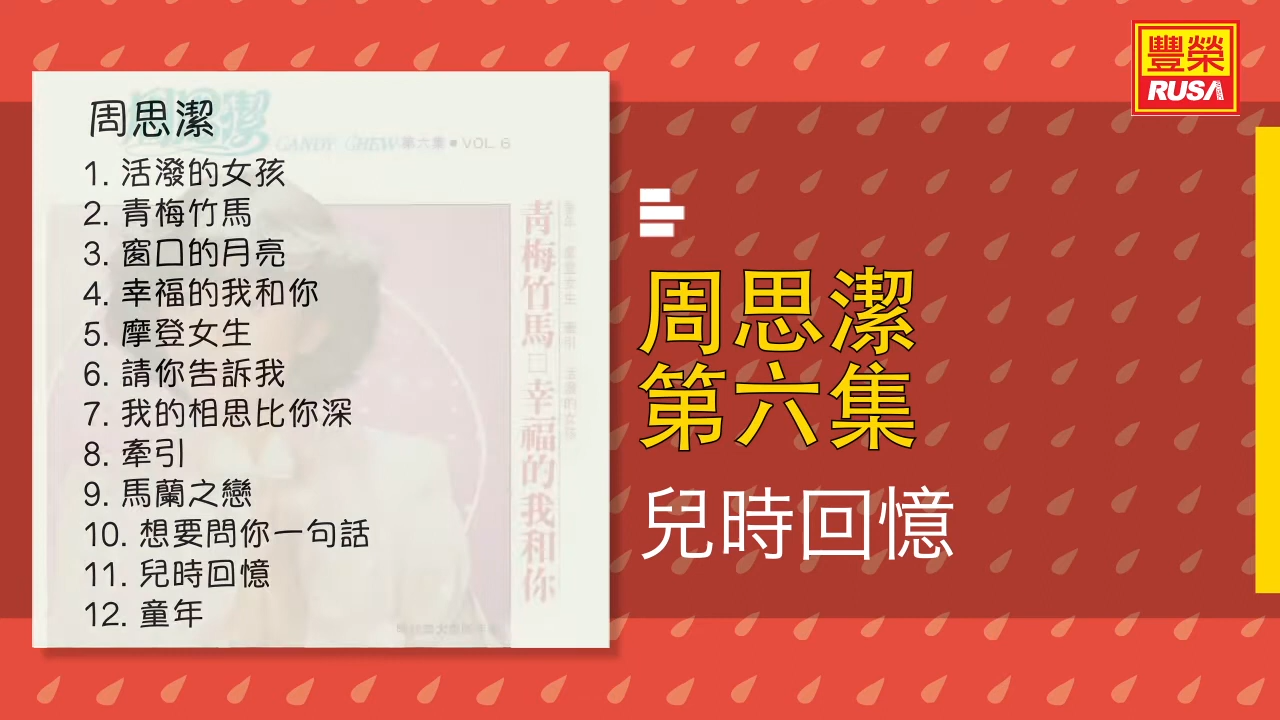 周思潔
1. 活潑的女孩
2. 青梅竹馬
3. 窗口的月亮
4. 幸福的我和你
5. 摩登女生
6. 請你告訴我
7. 我的相思比你深
8. 牽引
9. 馬蘭之戀
10. 想要問你一句話
11. 兒時回憶
12. 童年
周思潔
CANDY CHEW 第六集 • VOL. 6
青梅竹馬 □ 幸福的我和你
豐榮
RUSA
周思潔
第六集
兒時回憶